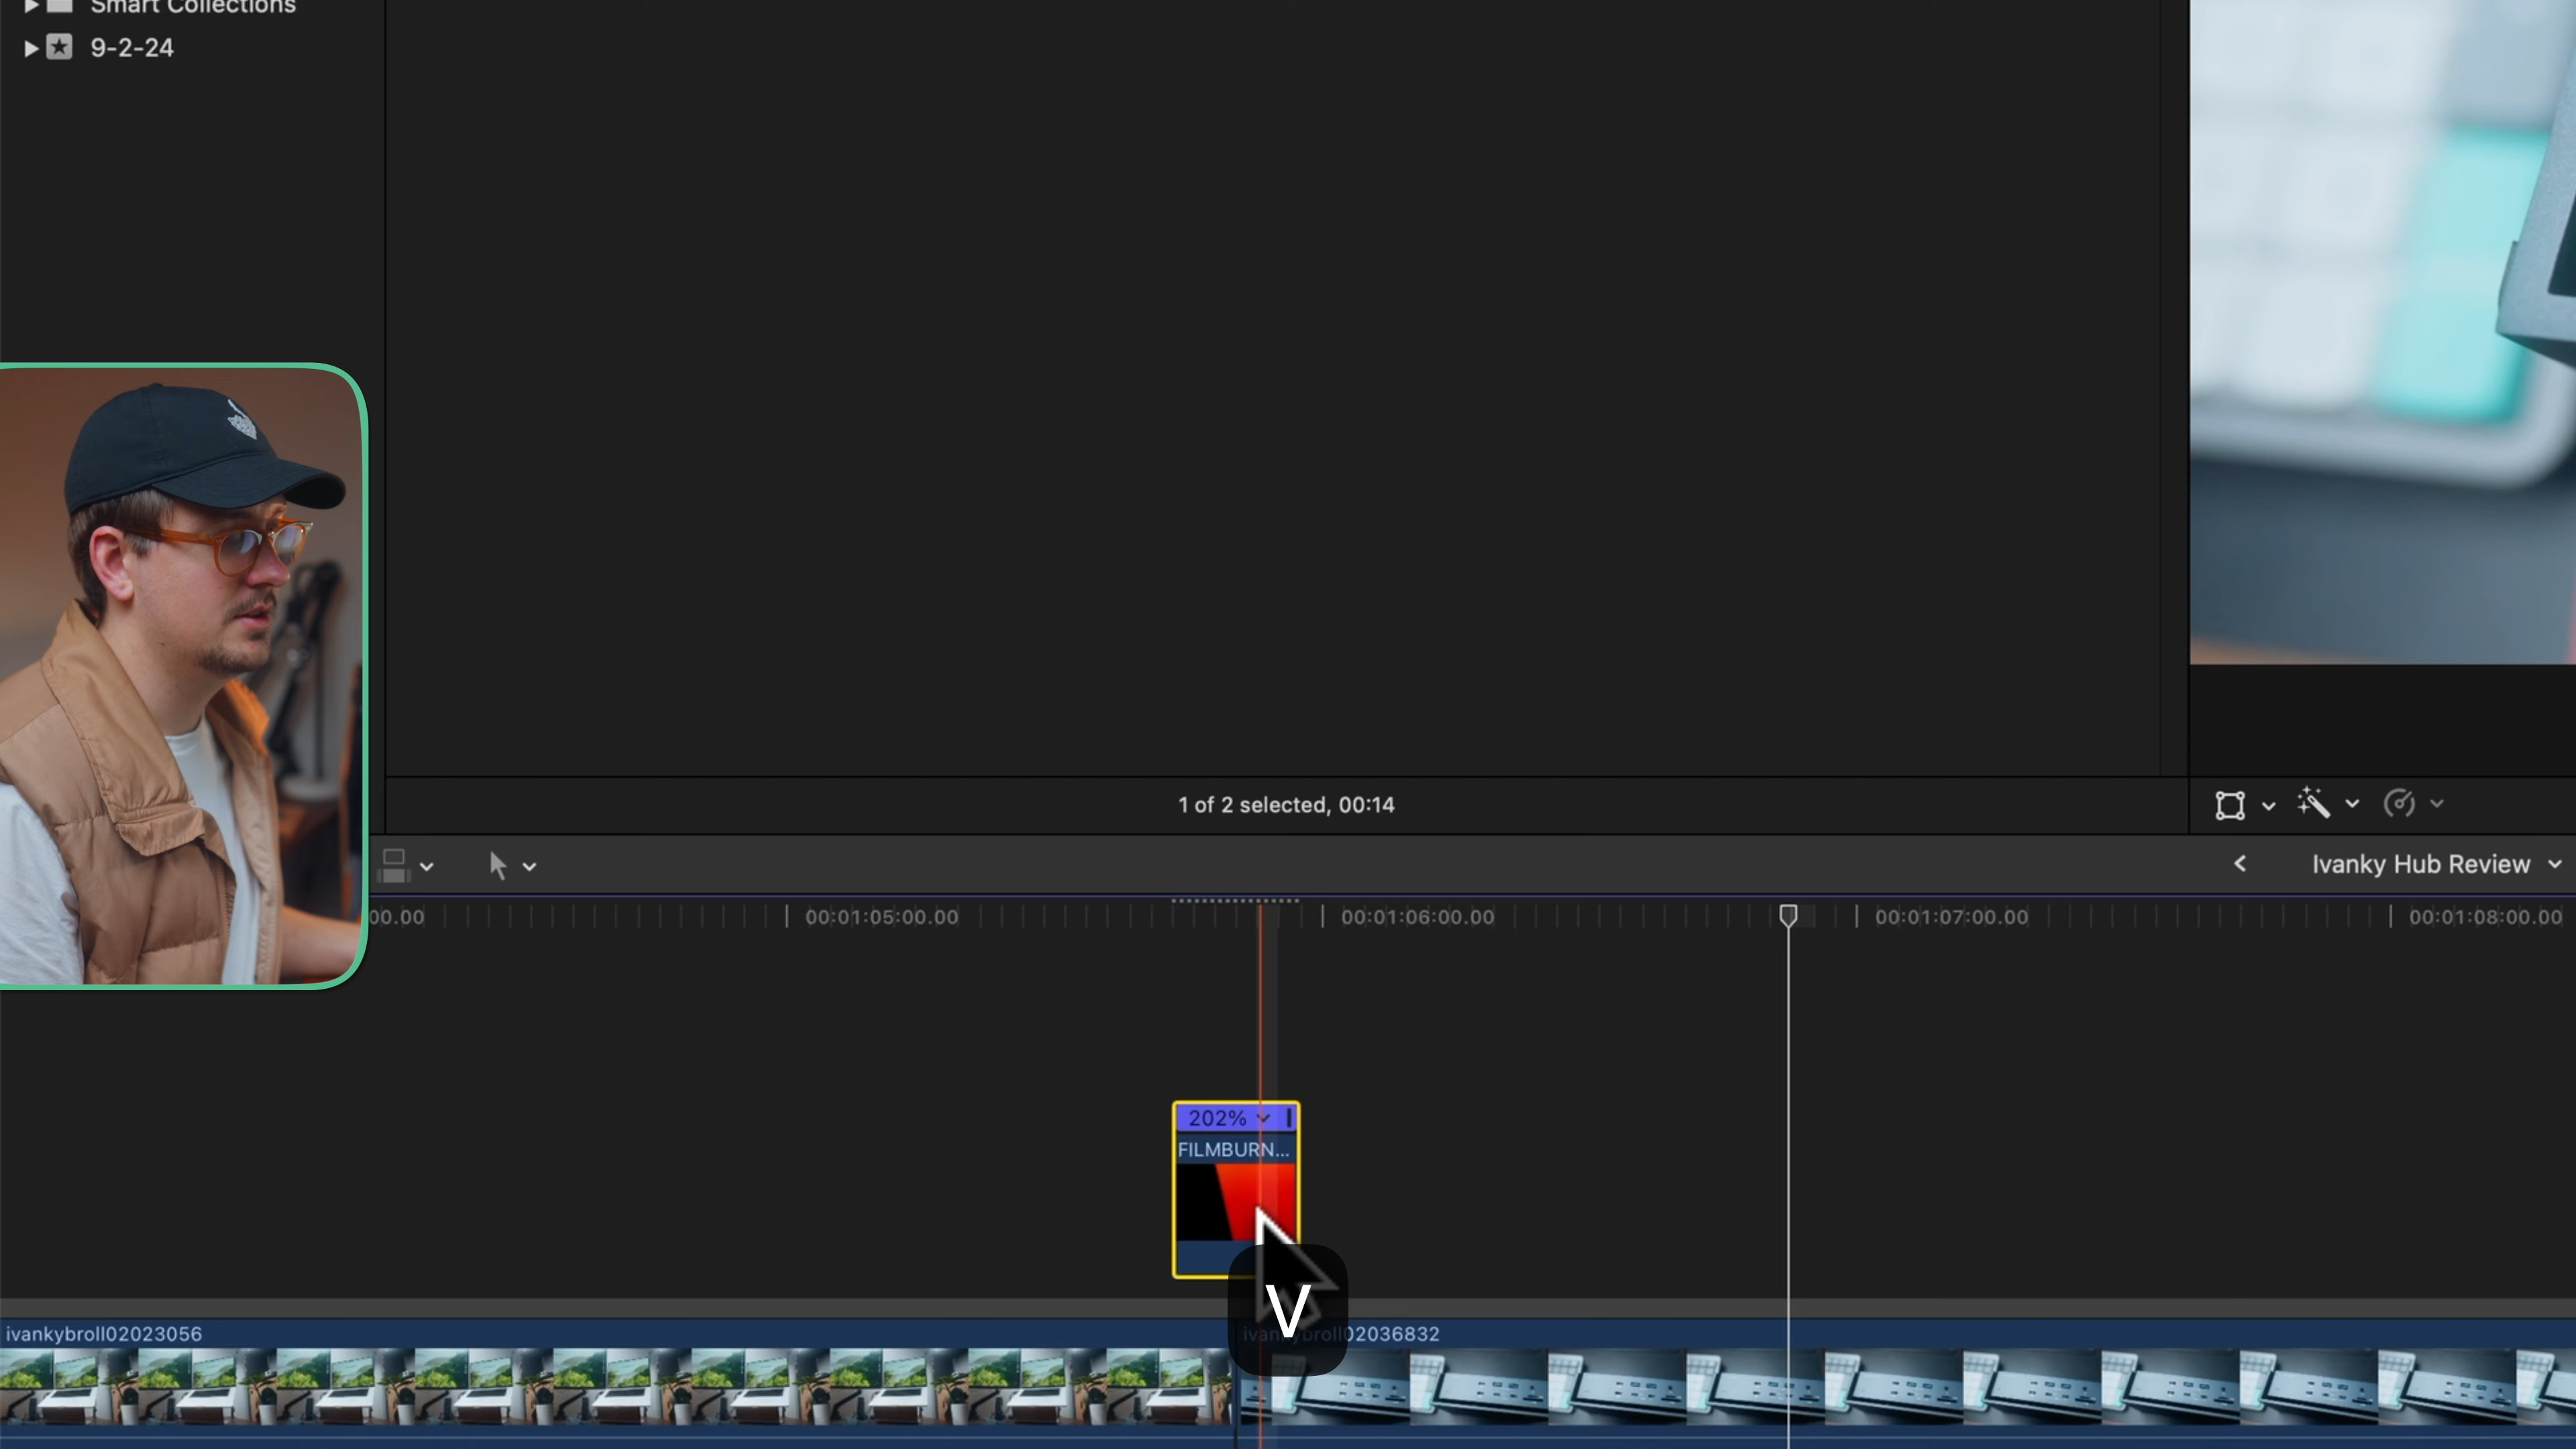 Smart Collections
9-2-24
1 of 2 selected, 00:14
Ivanky Hub Review
00.00
00:01:05:00.00
00:01:06:00.00
00:01:07:00.00
00:01:08:00.00
202%
FILMBURN...
V
ivankybroll02023056
ivankybroll02036832